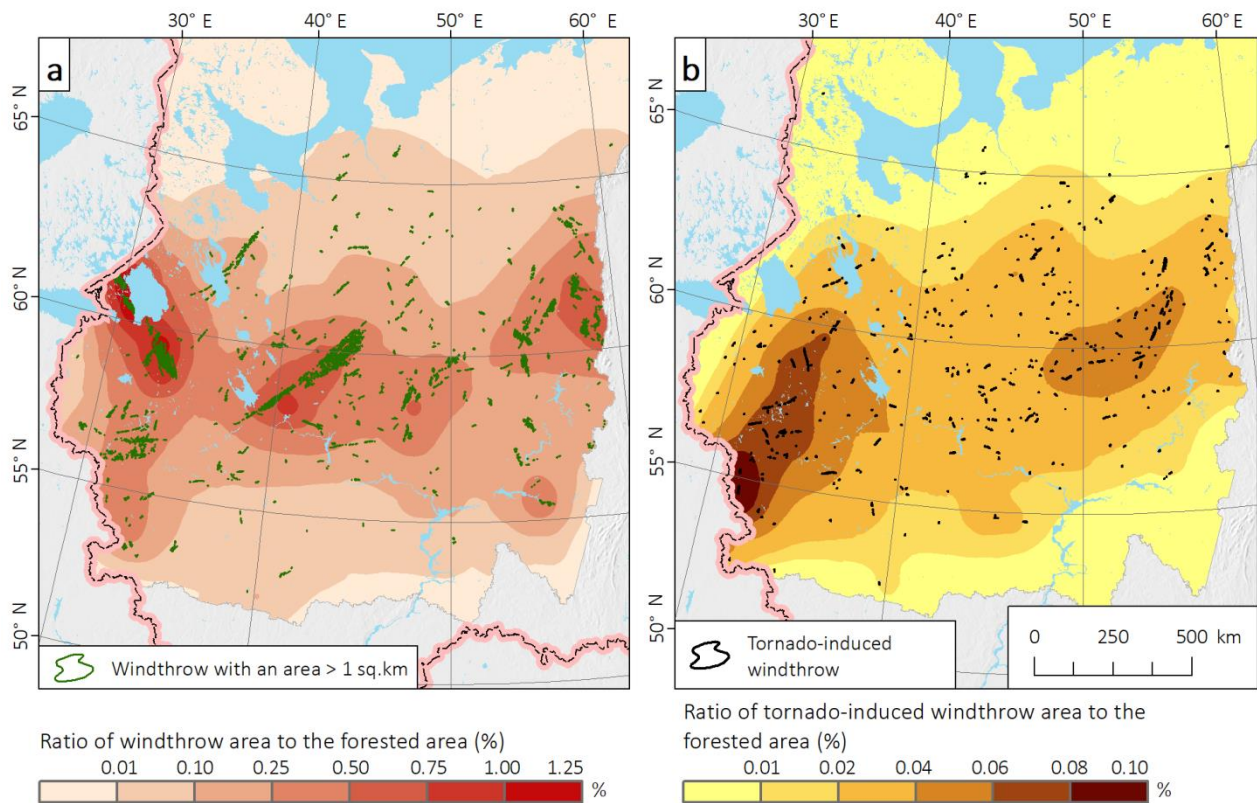 30° E 40° E 50° E 60° E
30° E 40° E 50° E 60° E
a
b
65° N
60° N
55° N
50° N
65° N
60° N
55° N
50° N
Windthrow with an area > 1 sq.km
Tornado-induced
windthrow
0 250 500 km
Ratio of windthrow area to the forested area (%)
0.01 0.10 0.25 0.50 0.75 1.00 1.25 %
Ratio of tornado-induced windthrow area to the
forested area (%)
0.01 0.02 0.04 0.06 0.08 0.10 %